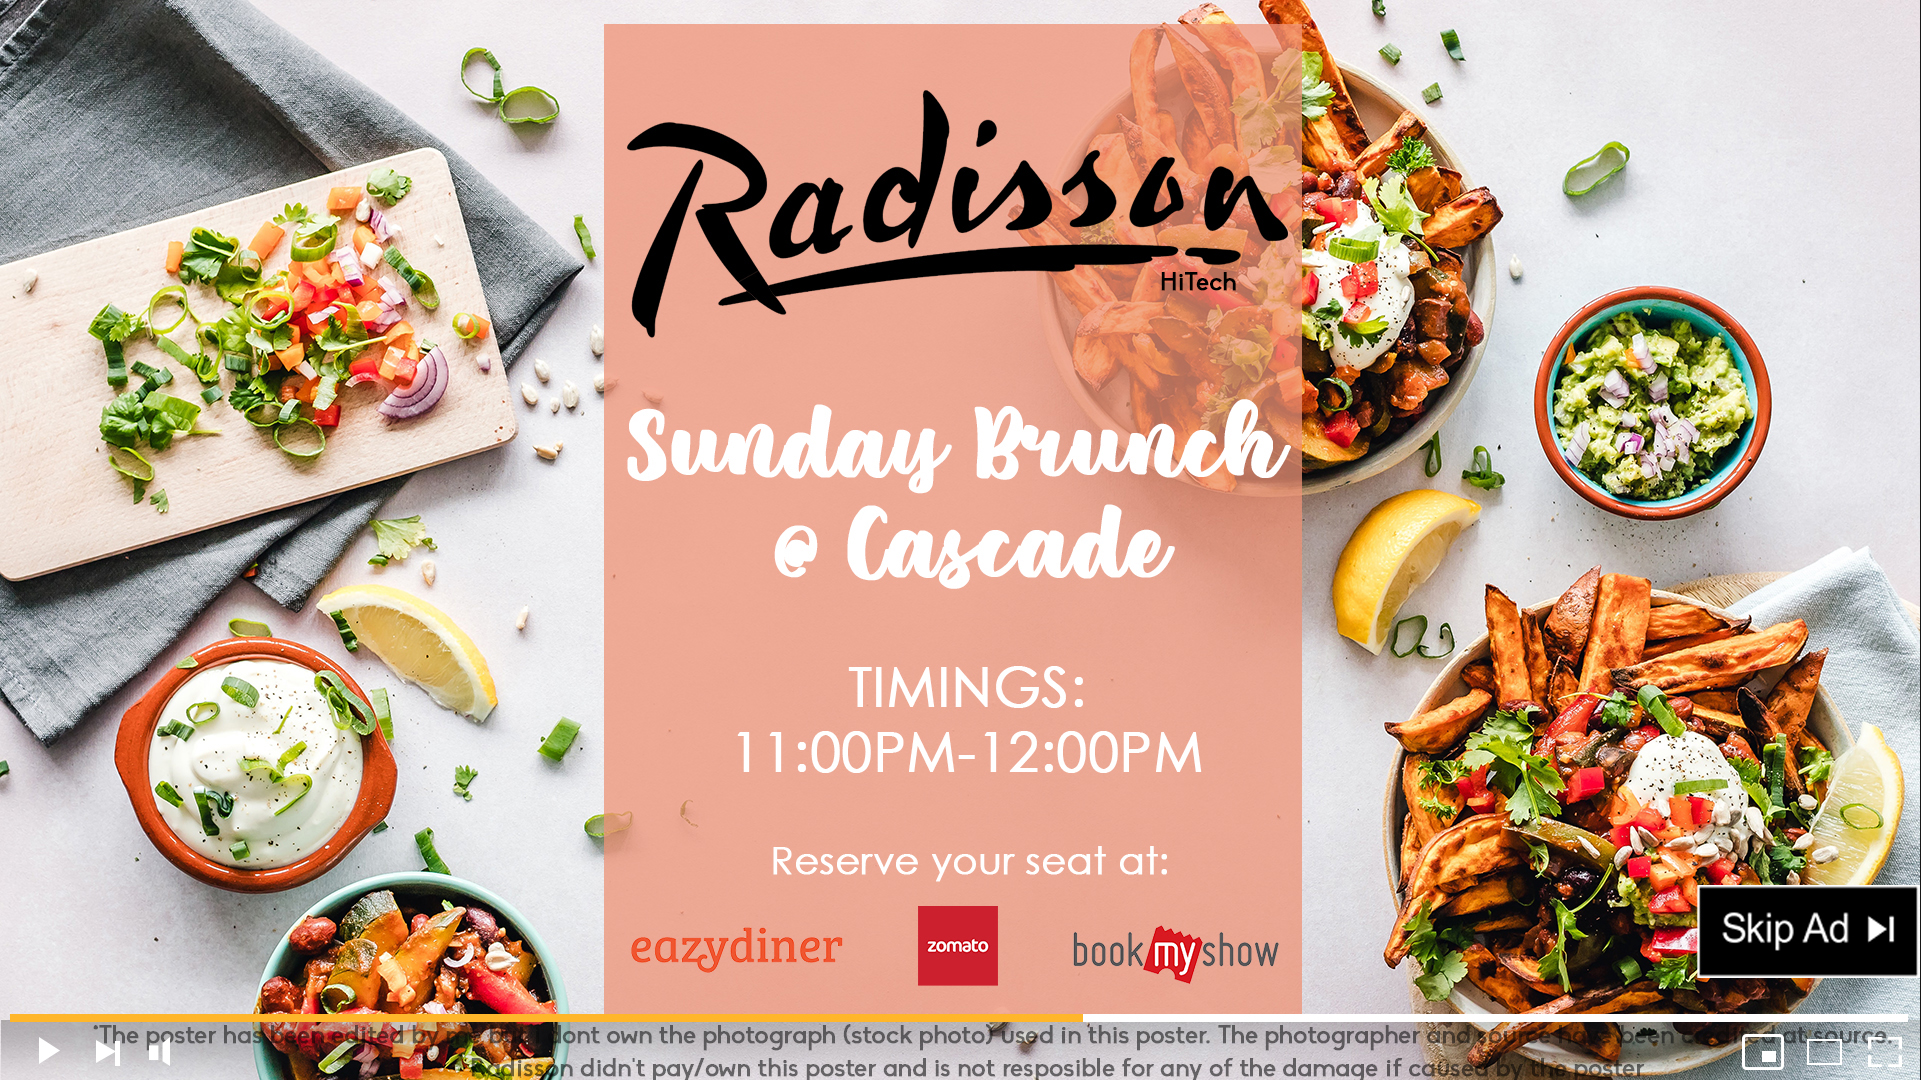 Radisson
HiTech
Sunday Brunch
@ Cascade
TIMINGS:
11:00PM-12:00PM
Reserve your seat at:
eazydiner
zomato
bookmyshow
Skip Ad
*The poster has been edited by the dont own the photograph (stock photo) used in this poster. The photographer and source have been at source.
Radisson didn't pay/own this poster and is not resposible for any of the damage if caused by the poster